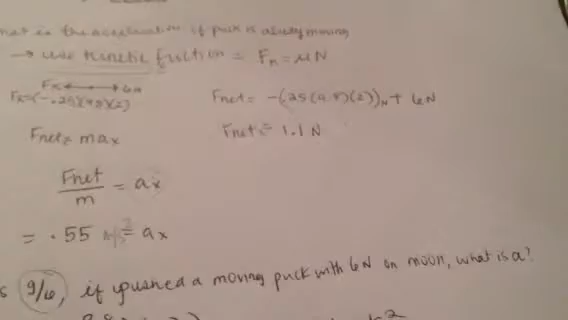 is the acceleration if puck is already moving
→ use kinetic friction = Fn = μN
Fk ←→ 6N
Fk=(-.25)(9.8)(2)
Fnet= -(.25(9.8)(2))N + 6N
Fnet= 1.1 N
Fnet= max
Fnet/m = ax
= .55 m/s² = ax
9/6, if pushed a moving puck with 6N on moon, what is a?